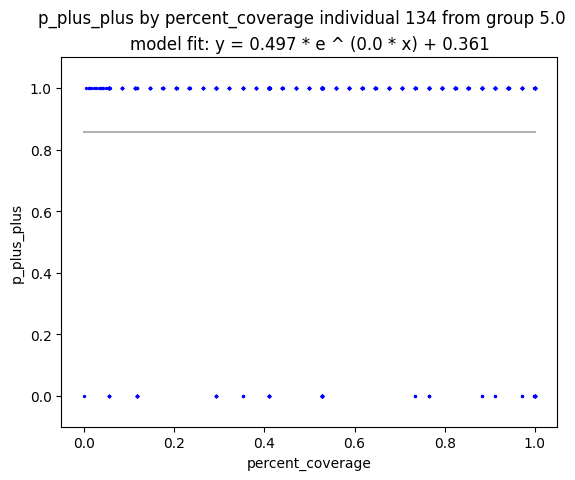 p_plus_plus by percent_coverage individual 134 from group 5.0
model fit: y = 0.497 * e ^ (0.0 * x) + 0.361
1.0
0.8
0.6
0.4
0.2
0.0
p_plus_plus
0.0 0.2 0.4 0.6 0.8 1.0
percent_coverage